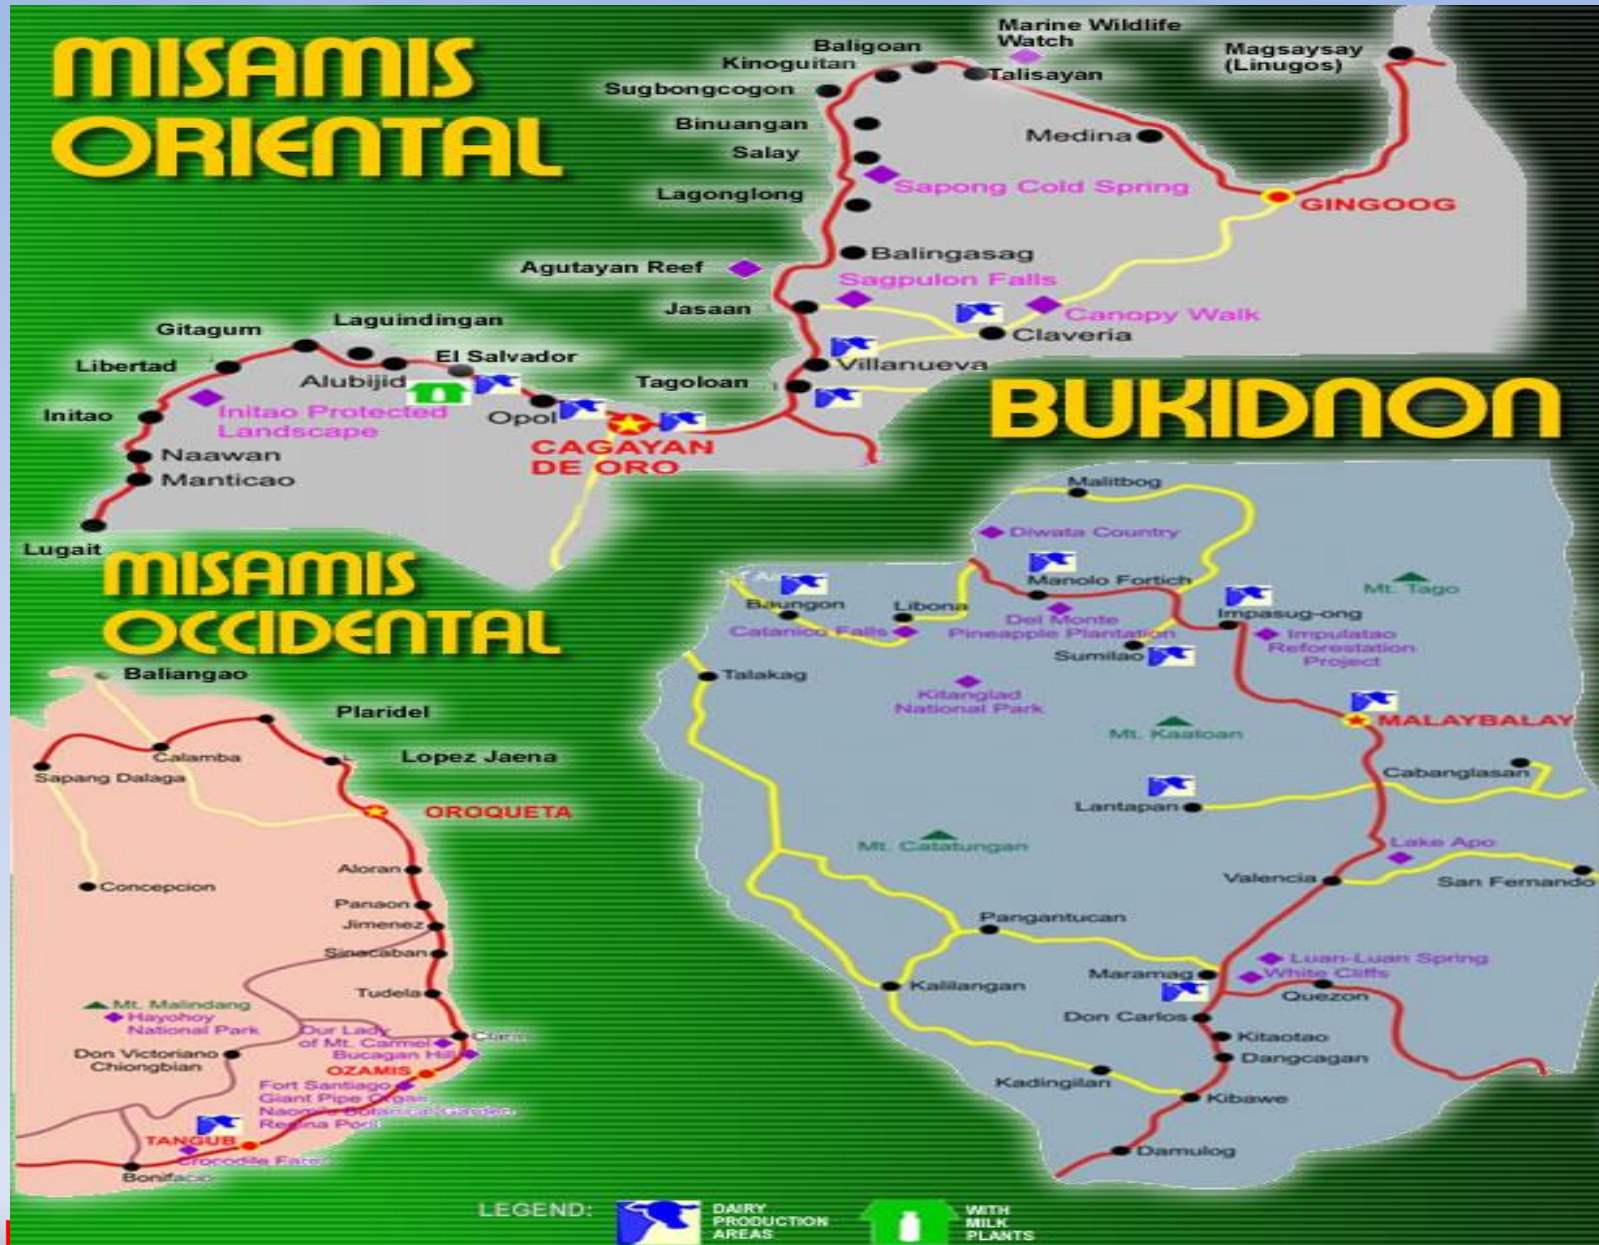 MISAMIS
ORIENTAL
Marine Wildlife
Watch
Baligoan
Kinoguitan
Talisayan
Magsaysay
(Linugos)
Sugbongcogon
Binuangan
Medina
Salay
Sapong Cold Spring
Lagonglong
GINGOOG
Balingasag
Agutayan Reef
Sagpulon Falls
Jasaan
Canopy Walk
Claveria
Laguindingan
Gitagum
El Salvador
Libertad
Villanueva
Alubijid
Tagoloan
Initao
Initao Protected
Landscape
Opol
CAGAYAN
DE ORO
Naawan
Manticao
Lugait
BUKIDNON
Malitbog
Diwata Country
Manolo Fortich
Mt. Tago
Baungon
Libona
Impasug-ong
Catanico Falls
Del Monte
Pineapple Plantation
Impulatao
Reforestation
Project
Sumilao
Talakag
Kitanglad
National Park
MALAYBALAY
Mt. Kaatoan
Cabanglasan
Lantapan
Mt. Catatungan
Lake Apo
Valencia
San Fernando
Pangantucan
Luan-Luan Spring
Maramag
White Cliffs
Kalilangan
Quezon
Don Carlos
Kitaotao
Dangcagan
Kadingilan
Kibawe
Damulog
MISAMIS
OCCIDENTAL
Baliangao
Plaridel
Calamba
Lopez Jaena
Sapang Dalaga
OROQUETA
Aloran
Concepcion
Panaon
Jimenez
Sinacaban
Tudela
Mt. Malindang
Hayohoy
National Park
Our Lady
of Mt. Carmel
Clarin
Don Victoriano
Chiongbian
Bucagan Hill
OZAMIS
Fort Santiago
Giant Pipe Organ
Naomi's Botanical Garden
Regina
TANGUB
Crocodile Farm
Bonifacio
LEGEND:
DAIRY
PRODUCTION
AREAS
WITH
MILK
PLANTS